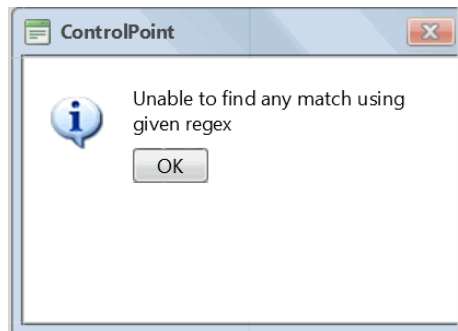 ControlPoint
Unable to find any match using
given regex
OK